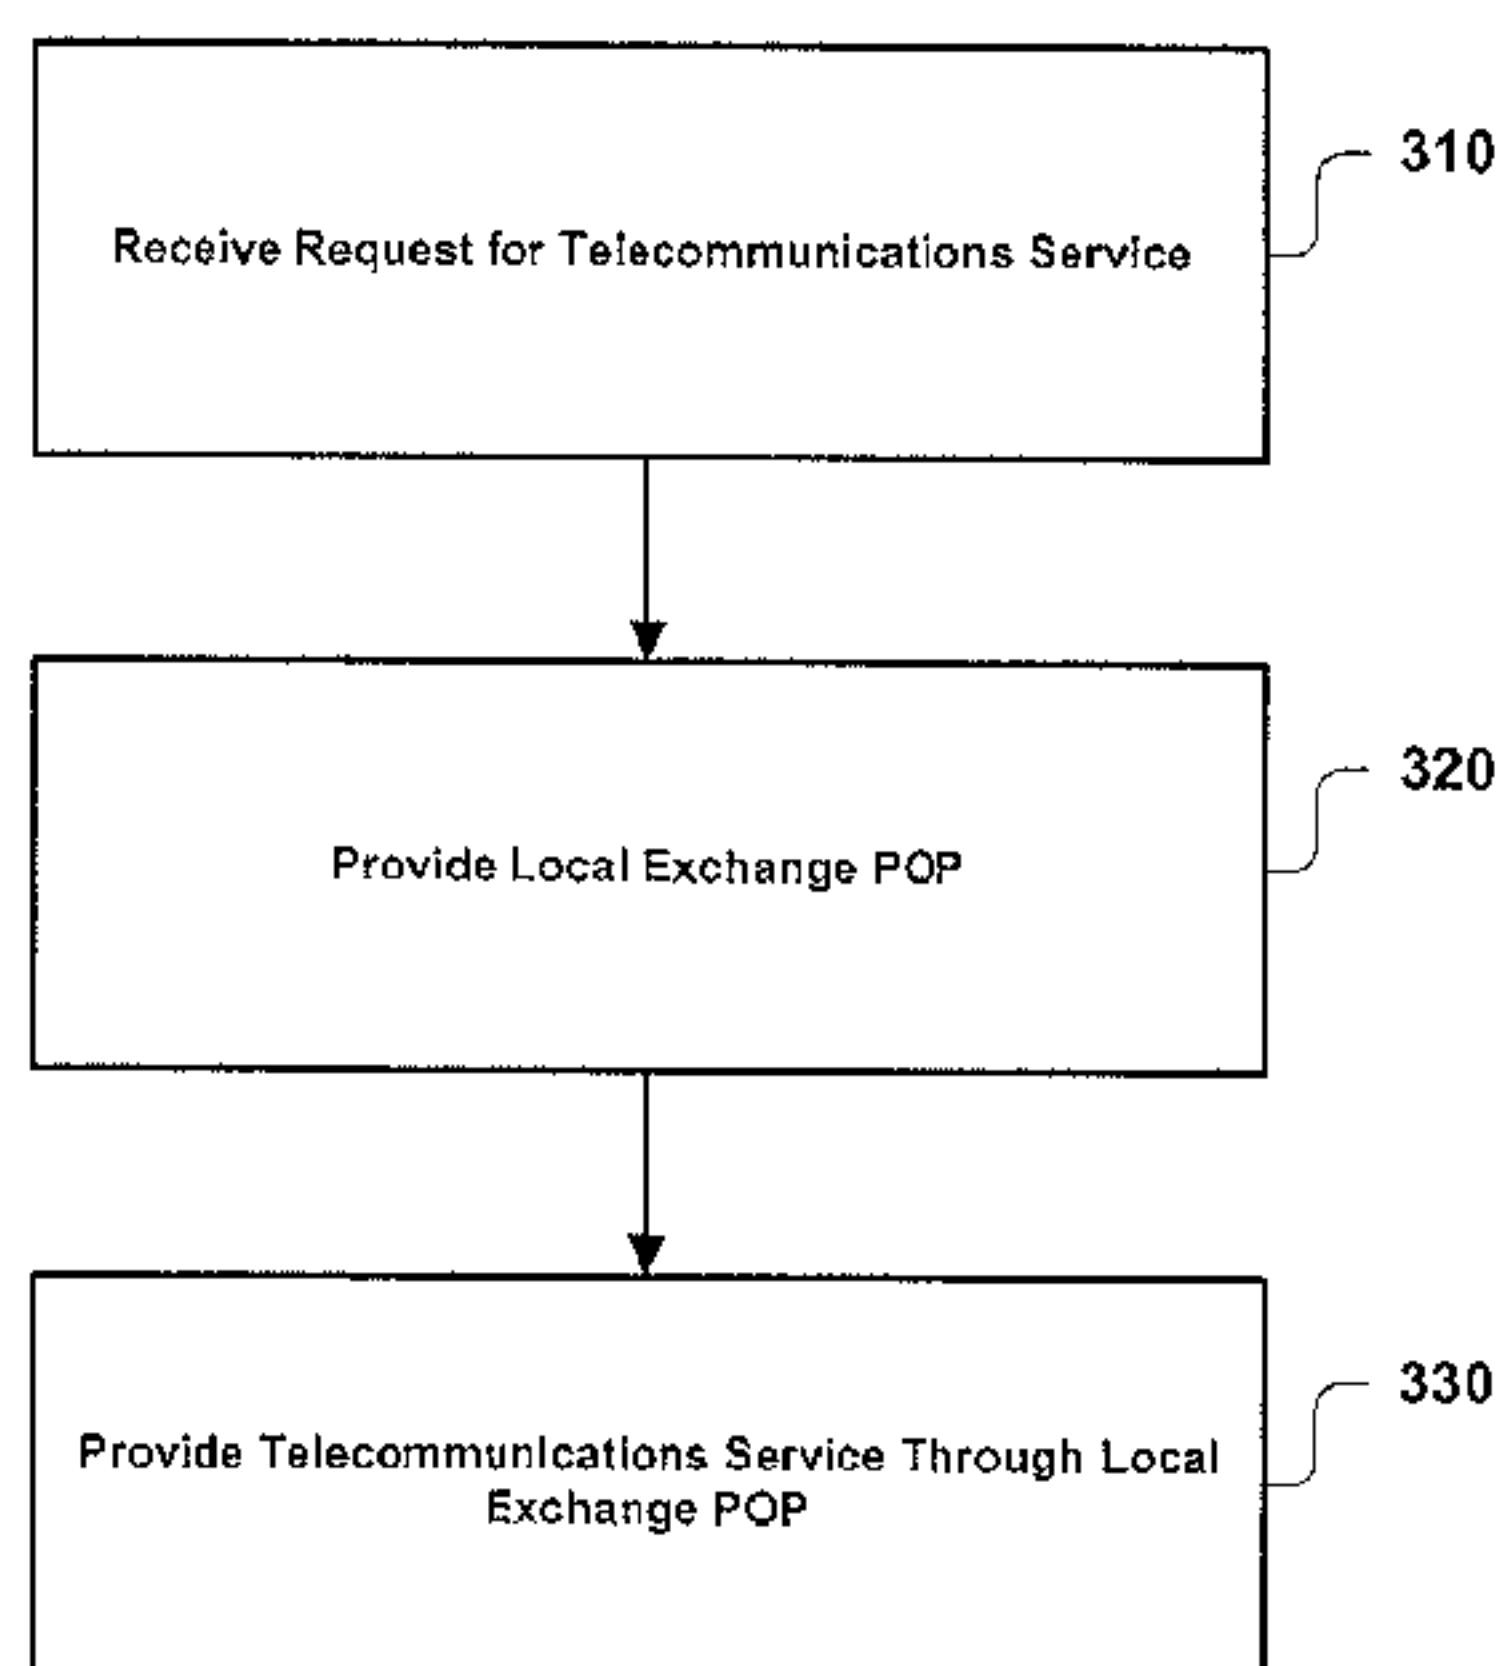 310
Receive Request for Telecommunications Service
320
Provide Local Exchange POP
330
Provide Telecommunications Service Through Local
Exchange POP